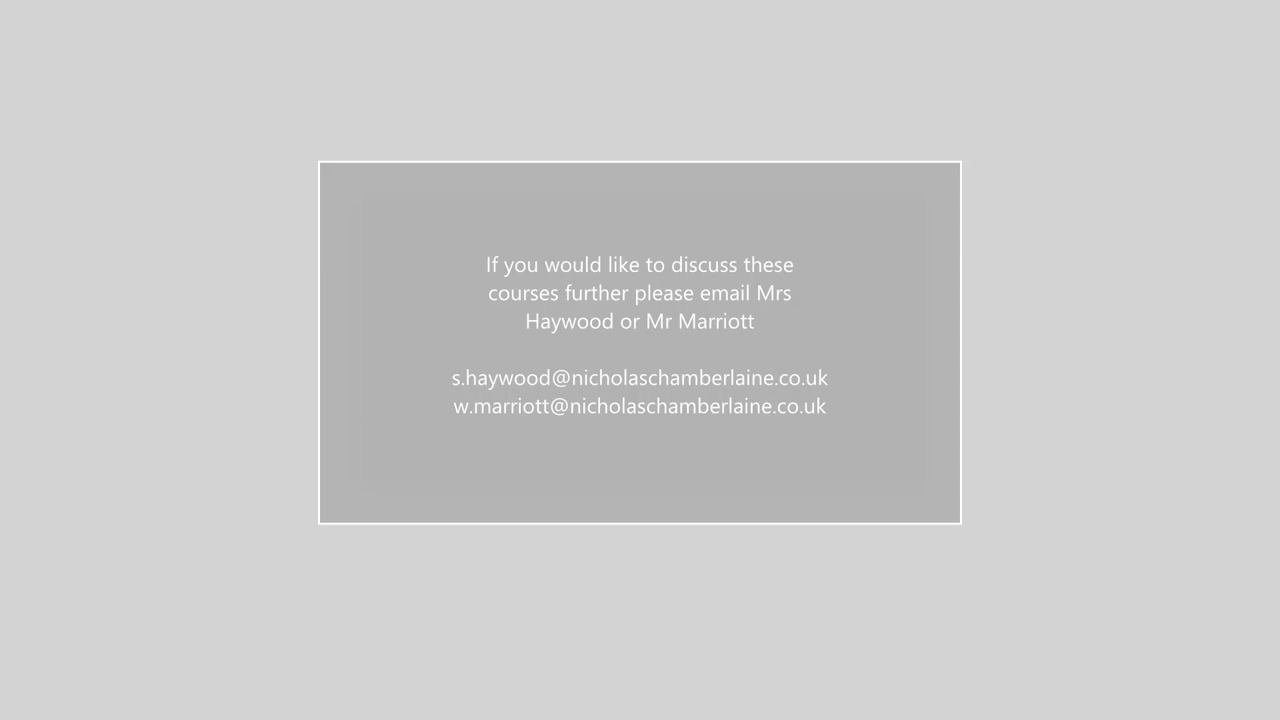 If you would like to discuss these
courses further please email Mrs
Haywood or Mr Marriott
s.haywood@nicholaschamberlaine.co.uk
w.marriott@nicholaschamberlaine.co.uk